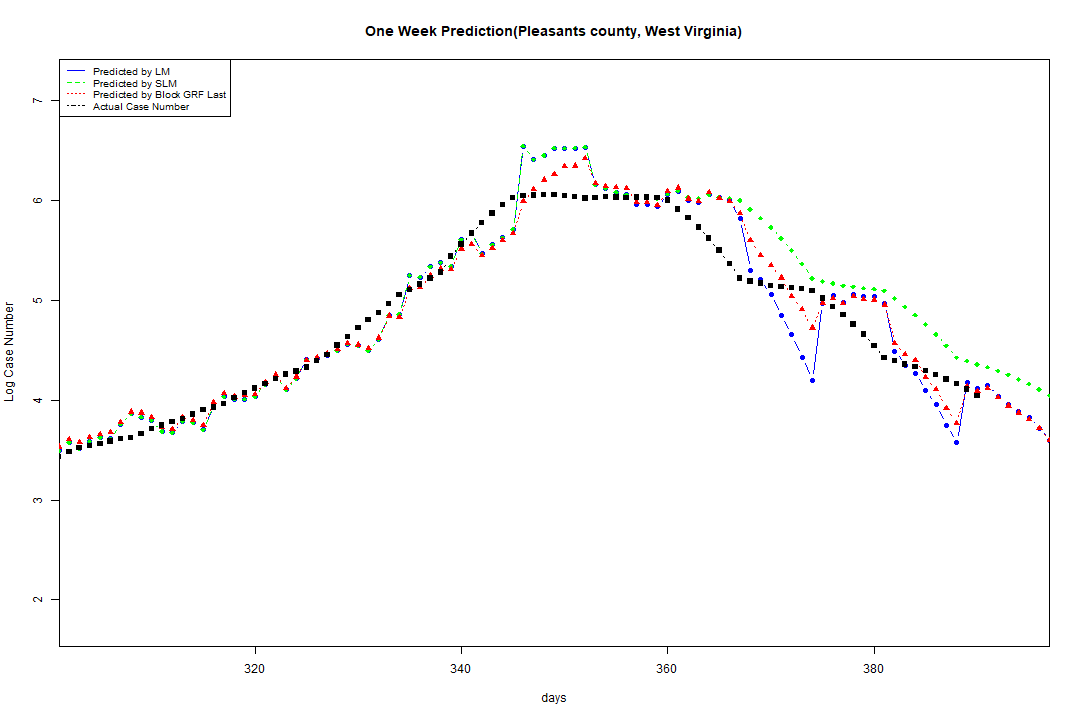 One Week Prediction(Pleasants county, West Virginia)
Predicted by LM
Predicted by SLM
Predicted by Block GRF Last
Actual Case Number
7
6
5
4
3
2
Log Case Number
320 340 360 380
days